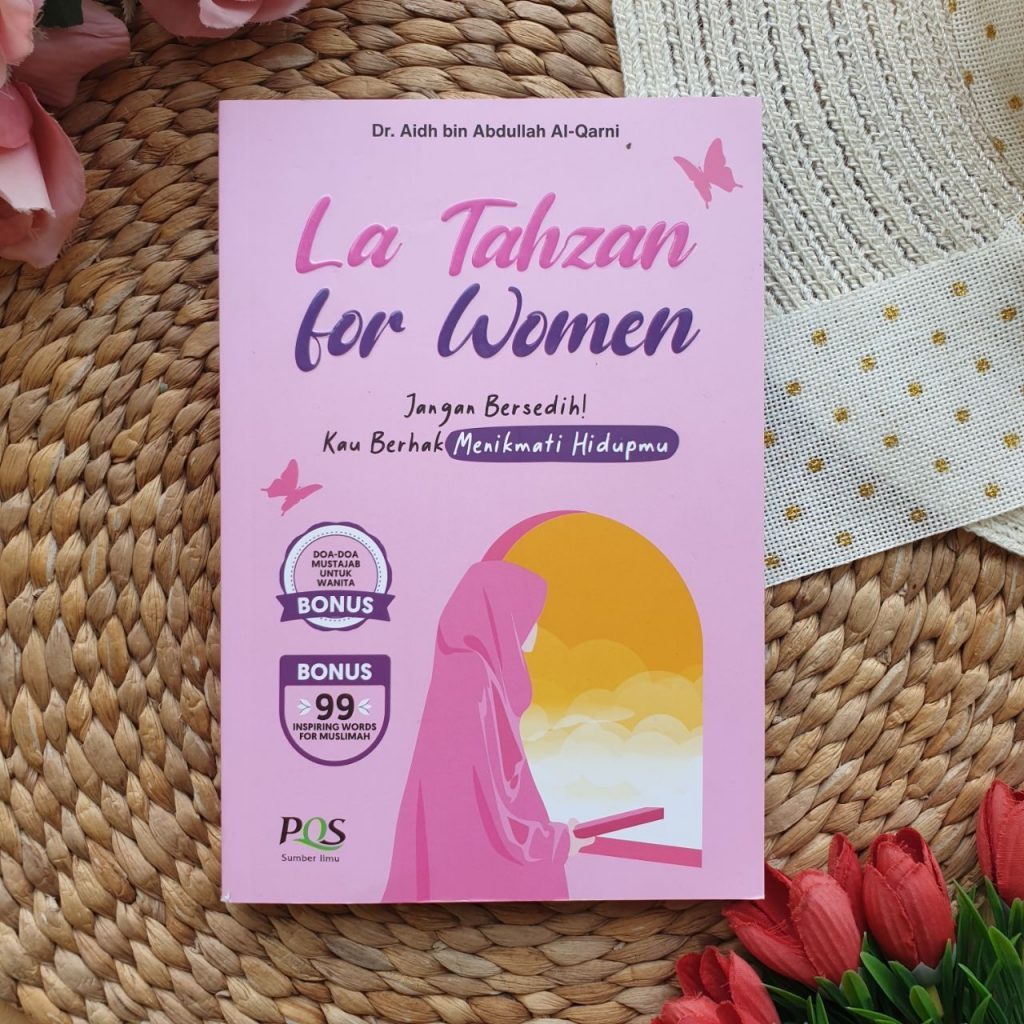 Dr. Aidh bin Abdullah Al-Qarni
La Tahzan
for Women
Jangan Bersedih!
Kau Berhak Menikmati Hidupmu
DOA-DOA
MUSTAJAB
UNTUK
WANITA
BONUS
BONUS
99
INSPIRING WORDS
FOR MUSLIMAH
PQS
Sumber Ilmu